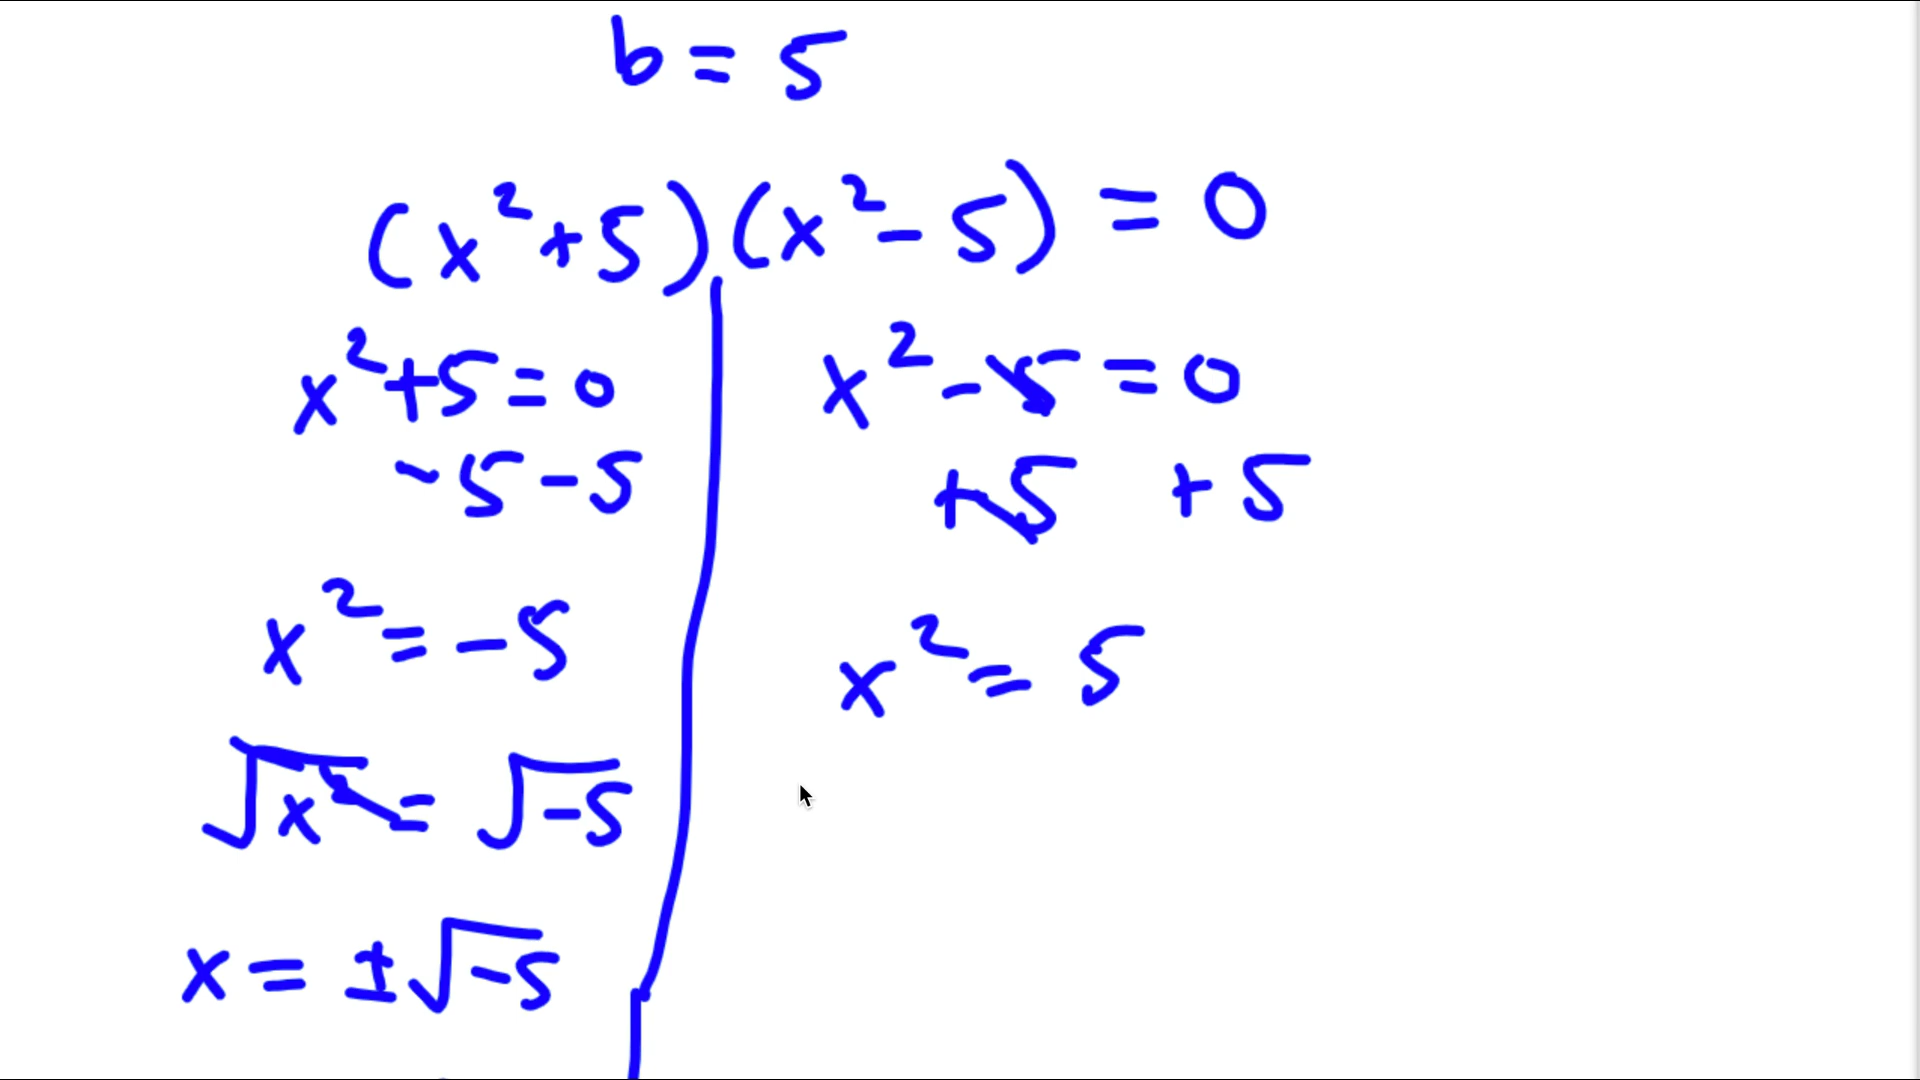 b = 5
(x²+5)(x²-5) = 0
x²+5=0
-5 -5
x² = -5
√x² = √-5
x = ±√-5
x² - 5 = 0
+5 +5
x² = 5